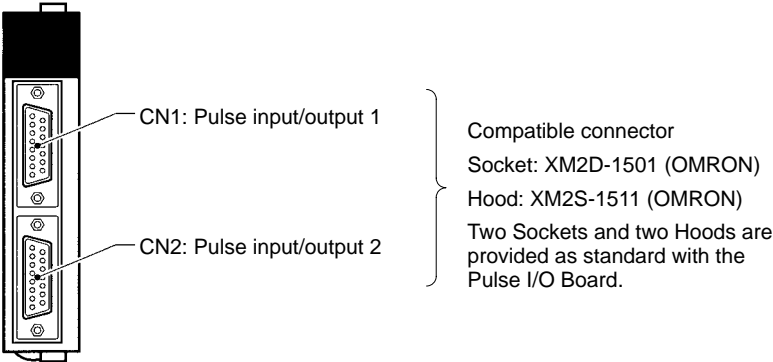 CN1: Pulse input/output 1
CN2: Pulse input/output 2
Compatible connector
Socket: XM2D-1501 (OMRON)
Hood: XM2S-1511 (OMRON)
Two Sockets and two Hoods are
provided as standard with the
Pulse I/O Board.